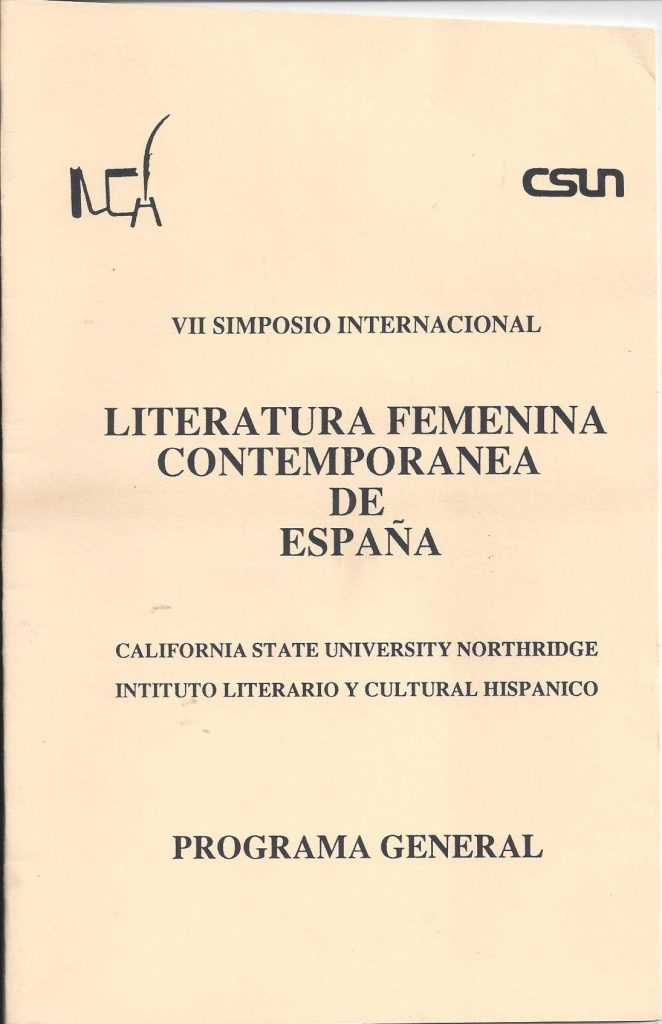 ILCH
CSUN
VII SIMPOSIO INTERNACIONAL
LITERATURA FEMENINA
CONTEMPORANEA
DE
ESPAÑA
CALIFORNIA STATE UNIVERSITY NORTHRIDGE
INTITUTO LITERARIO Y CULTURAL HISPANICO
PROGRAMA GENERAL